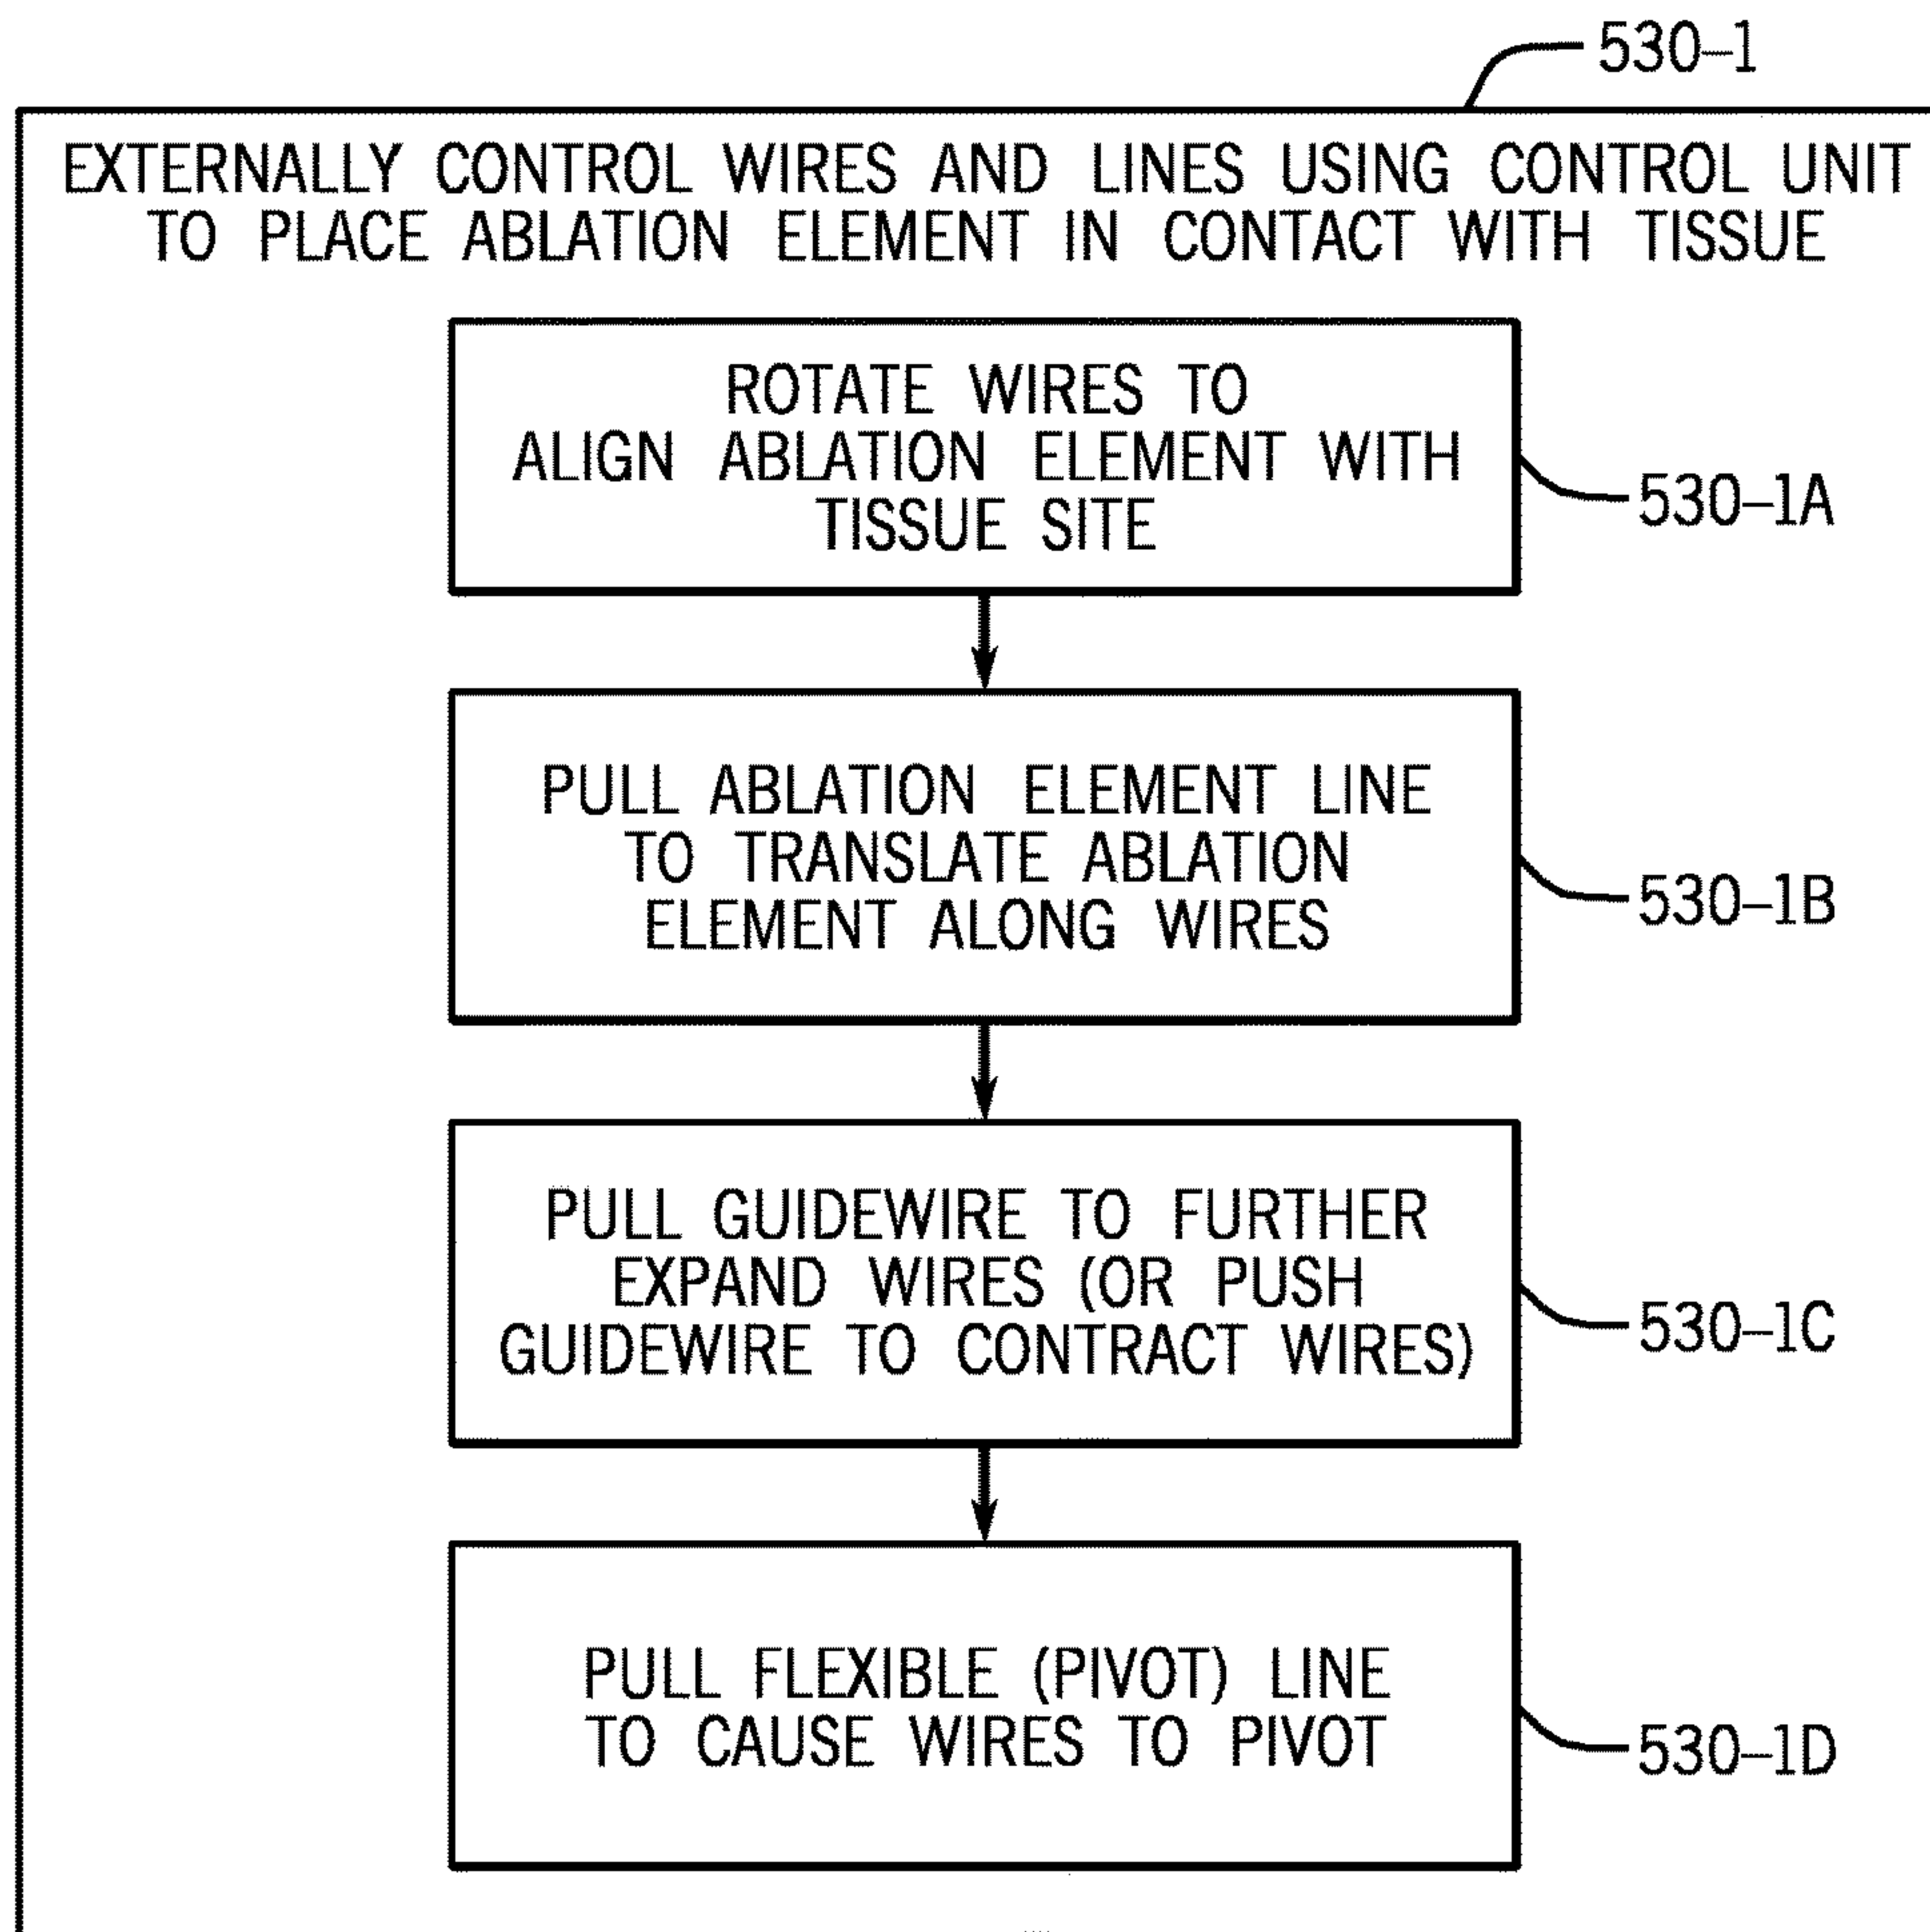 530–1
EXTERNALLY CONTROL WIRES AND LINES USING CONTROL UNIT
TO PLACE ABLATION ELEMENT IN CONTACT WITH TISSUE
ROTATE WIRES TO
ALIGN ABLATION ELEMENT WITH
TISSUE SITE
530–1A
PULL ABLATION ELEMENT LINE
TO TRANSLATE ABLATION
ELEMENT ALONG WIRES
530–1B
PULL GUIDEWIRE TO FURTHER
EXPAND WIRES (OR PUSH
GUIDEWIRE TO CONTRACT WIRES)
530–1C
PULL FLEXIBLE (PIVOT) LINE
TO CAUSE WIRES TO PIVOT
530–1D